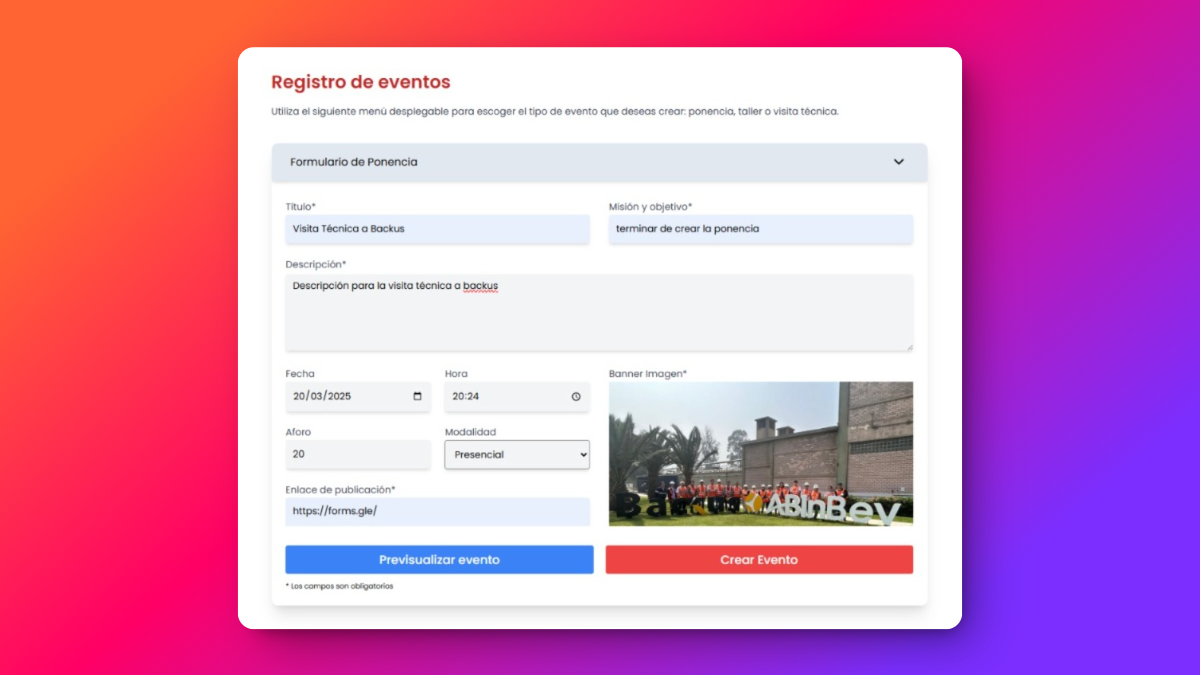 Registro de eventos
Utiliza el siguiente menú desplegable para escoger el tipo de evento que deseas crear: ponencia, taller o visita técnica.
Formulario de Ponencia
Título*
Misión y objetivo*
Visita Técnica a Backus
terminar de crear la ponencia
Descripción*
Descripción para la visita técnica a backus
Fecha
Hora
Banner Imagen*
20/03/2025
20:24
Aforo
Modalidad
20
Presencial
Enlace de publicación*
https://forms.gle/
ABInBev
Previsualizar evento
Crear Evento
* Los campos son obligatorios